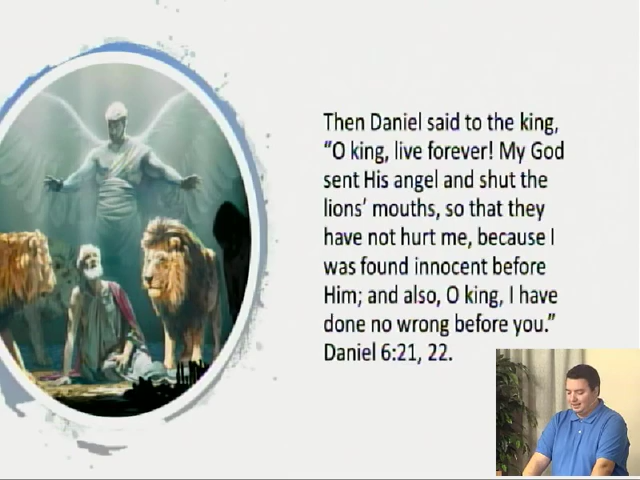 Then Daniel said to the king,
“O king, live forever! My God
sent His angel and shut the
lions’ mouths, so that they
have not hurt me, because I
was found innocent before
Him; and also, O king, I have
done no wrong before you.”
Daniel 6:21, 22.